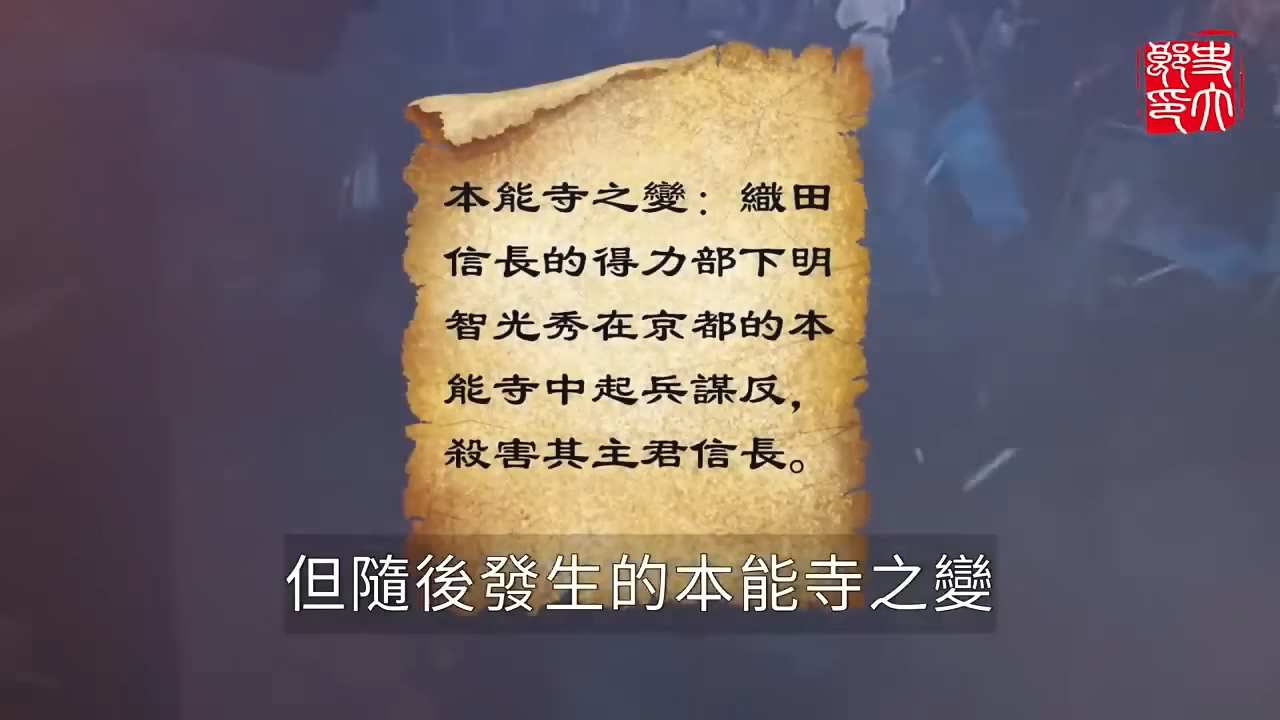 本能寺之變：織田
信長的得力部下明
智光秀在京都的本
能寺中起兵謀反，
殺害其主君信長。
但隨後發生的本能寺之變